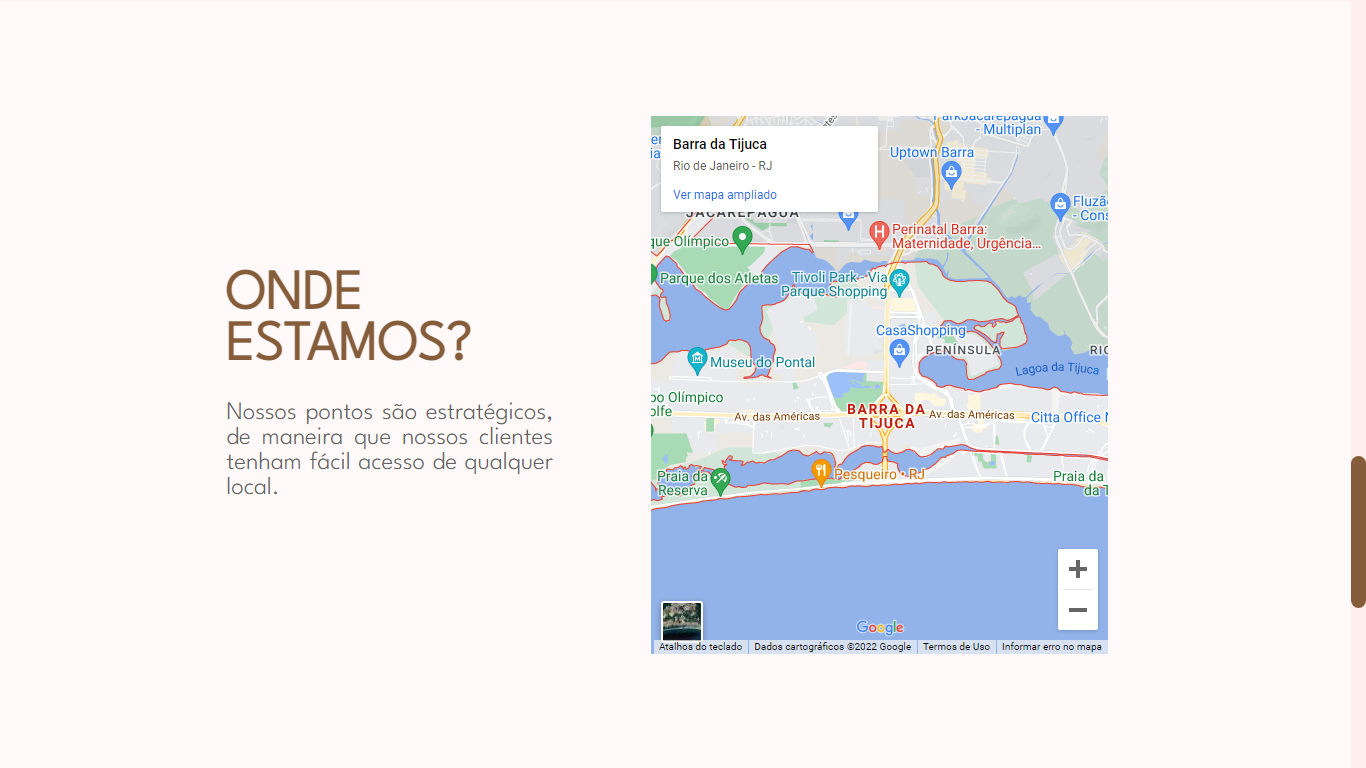 ONDE
ESTAMOS?
Nossos pontos são estratégicos,
de maneira que nossos clientes
tenham fácil acesso de qualquer
local.
Barra da Tijuca
Rio de Janeiro - RJ
Ver mapa ampliado
- Multiplan
Uptown Barra
JACAREPAGUÁ
Perinatal Barra:
Maternidade, Urgência...
que Olímpico
Parque dos Atletas
Tivoli Park - Via
Parque Shopping
CasaShopping
PENÍNSULA
Museu do Pontal
Lagoa da Tijuca
po Olímpico
olfe
Av. das Américas
BARRA DA
TIJUCA
Av. das Américas
Citta Office
Praia da
Reserva
Pesqueiro - RJ
Praia da
da T
Google
Atalhos do teclado
Dados cartográficos ©2022 Google
Termos de Uso
Informar erro no mapa